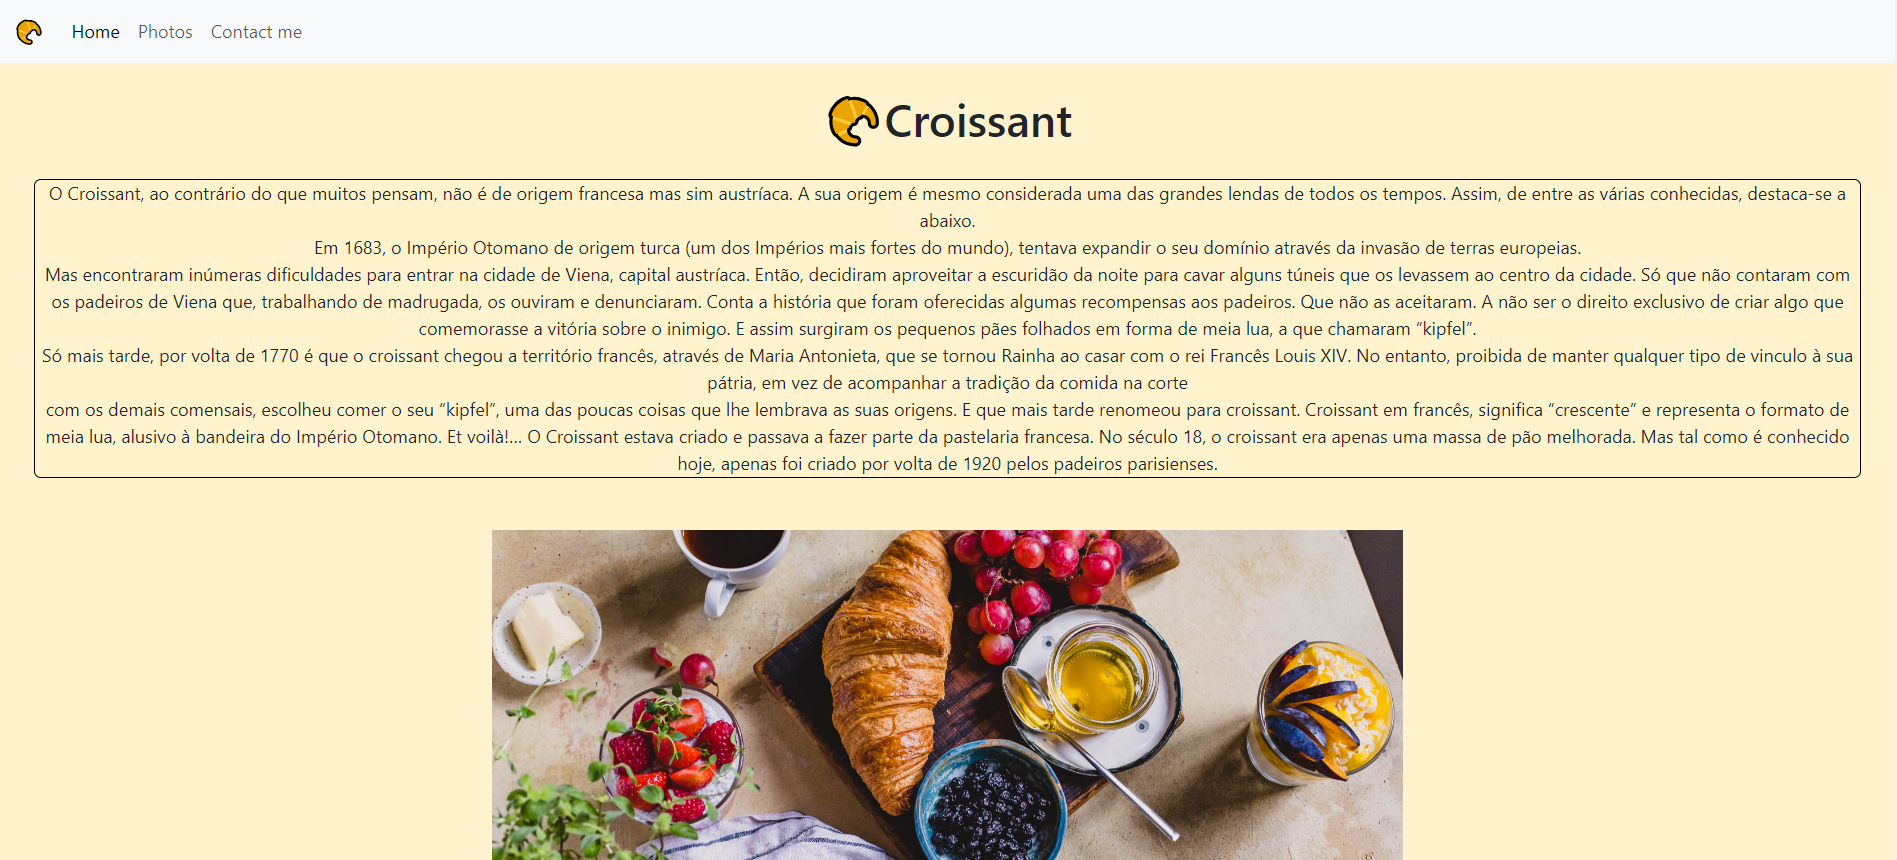 Home Photos Contact me
Croissant
O Croissant, ao contrário do que muitos pensam, não é de origem francesa mas sim austríaca. A sua origem é mesmo considerada uma das grandes lendas de todos os tempos. Assim, de entre as várias conhecidas, destaca-se a
abaixo.
Em 1683, o Império Otomano de origem turca (um dos Impérios mais fortes do mundo), tentava expandir o seu domínio através da invasão de terras europeias.
Mas encontraram inúmeras dificuldades para entrar na cidade de Viena, capital austríaca. Então, decidiram aproveitar a escuridão da noite para cavar alguns túneis que os levassem ao centro da cidade. Só que não contaram com
os padeiros de Viena que, trabalhando de madrugada, os ouviram e denunciaram. Conta a história que foram oferecidas algumas recompensas aos padeiros. Que não as aceitaram. A não ser o direito exclusivo de criar algo que
comemorasse a vitória sobre o inimigo. E assim surgiram os pequenos pães folhados em forma de meia lua, a que chamaram “kipfel”.
Só mais tarde, por volta de 1770 é que o croissant chegou a território francês, através de Maria Antonieta, que se tornou Rainha ao casar com o rei Francês Louis XIV. No entanto, proibida de manter qualquer tipo de vinculo à sua
pátria, em vez de acompanhar a tradição da comida na corte
com os demais comensais, escolheu comer o seu “kipfel”, uma das poucas coisas que lhe lembrava as suas origens. E que mais tarde renomeou para croissant. Croissant em francês, significa “crescente” e representa o formato de
meia lua, alusivo à bandeira do Império Otomano. Et voilà!... O Croissant estava criado e passava a fazer parte da pastelaria francesa. No século 18, o croissant era apenas uma massa de pão melhorada. Mas tal como é conhecido
hoje, apenas foi criado por volta de 1920 pelos padeiros parisienses.